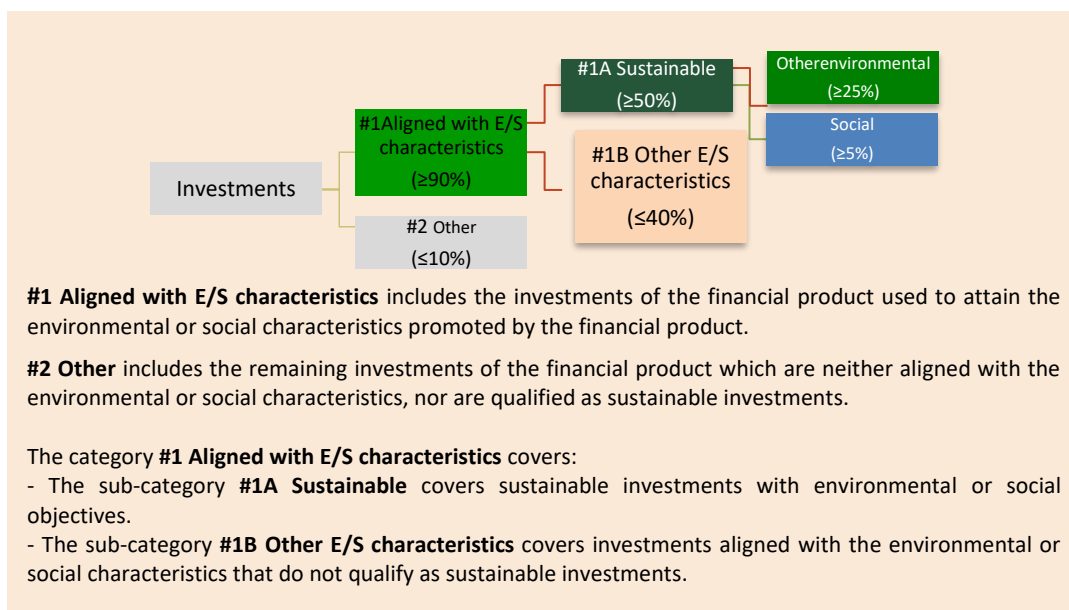 Investments
#1Aligned with E/S
characteristics
(≥90%)
#2 Other
(≤10%)
#1A Sustainable
(≥50%)
#1B Other E/S
characteristics
(≤40%)
Otherenvironmental
(≥25%)
Social
(≥5%)
#1 Aligned with E/S characteristics includes the investments of the financial product used to attain the
environmental or social characteristics promoted by the financial product.
#2 Other includes the remaining investments of the financial product which are neither aligned with the
environmental or social characteristics, nor are qualified as sustainable investments.
The category #1 Aligned with E/S characteristics covers:
- The sub-category #1A Sustainable covers sustainable investments with environmental or social
objectives.
- The sub-category #1B Other E/S characteristics covers investments aligned with the environmental or
social characteristics that do not qualify as sustainable investments.